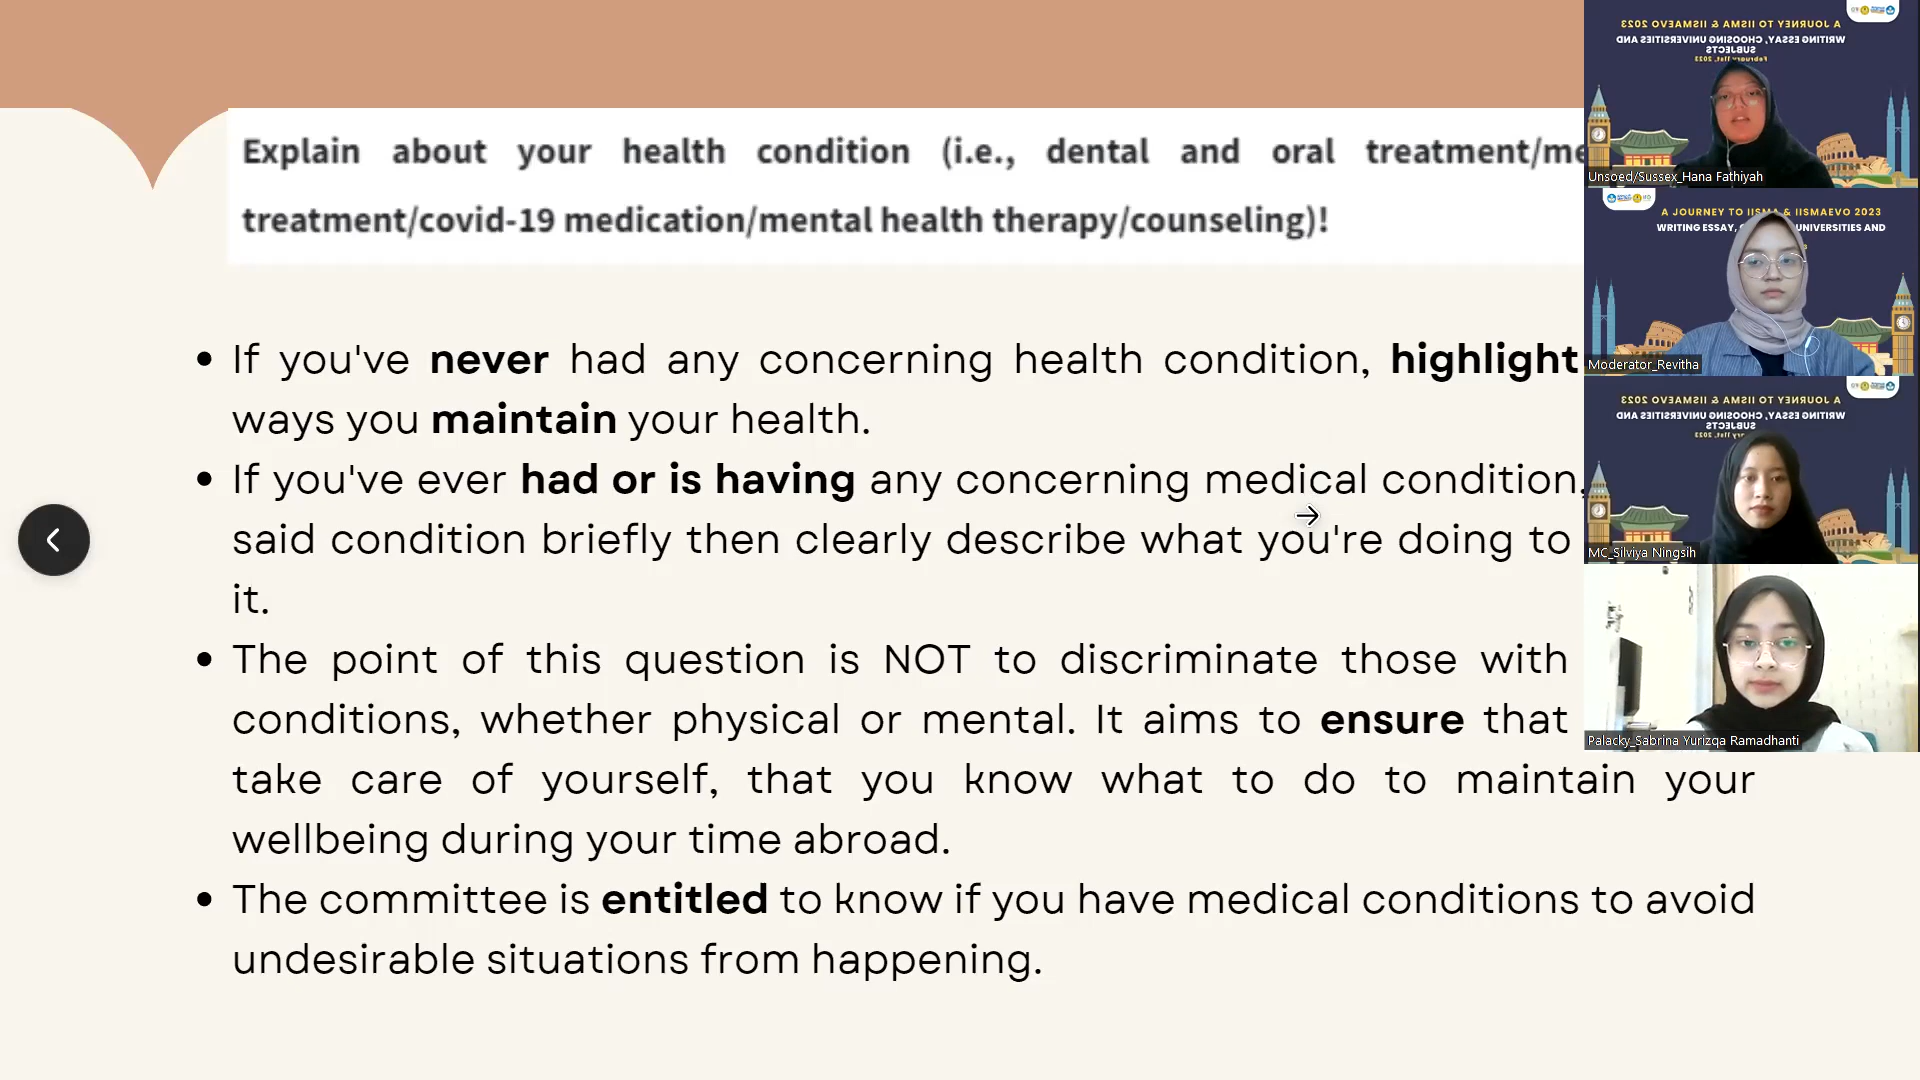 Explain about your health condition (i.e., dental and oral treatment/me
treatment/covid-19 medication/mental health therapy/counseling)!
• If you've never had any concerning health condition, highlight
ways you maintain your health.
• If you've ever had or is having any concerning medical condition,
said condition briefly then clearly describe what you're doing to
it.
• The point of this question is NOT to discriminate those with
conditions, whether physical or mental. It aims to ensure that
take care of yourself, that you know what to do to maintain your
wellbeing during your time abroad.
• The committee is entitled to know if you have medical conditions to avoid
undesirable situations from happening.
A JOURNEY TO IISMA & IISMAEVO 2023
WRITING ESSAY, CHOOSING UNIVERSITIES AND
SUBJECTS
February 11st, 2023
Unsoed/Sussex_Hana Fathiyah
A JOURNEY TO IISMA & IISMAEVO 2023
WRITING ESSAY, UNIVERSITIES AND
Moderator_Revitha
A JOURNEY TO IISMA & IISMAEVO 2023
WRITING ESSAY, CHOOSING UNIVERSITIES AND
SUBJECTS
11st, 2023
MC_Silviya Ningsih
Palacky_Sabrina Yurizqa Ramadhanti